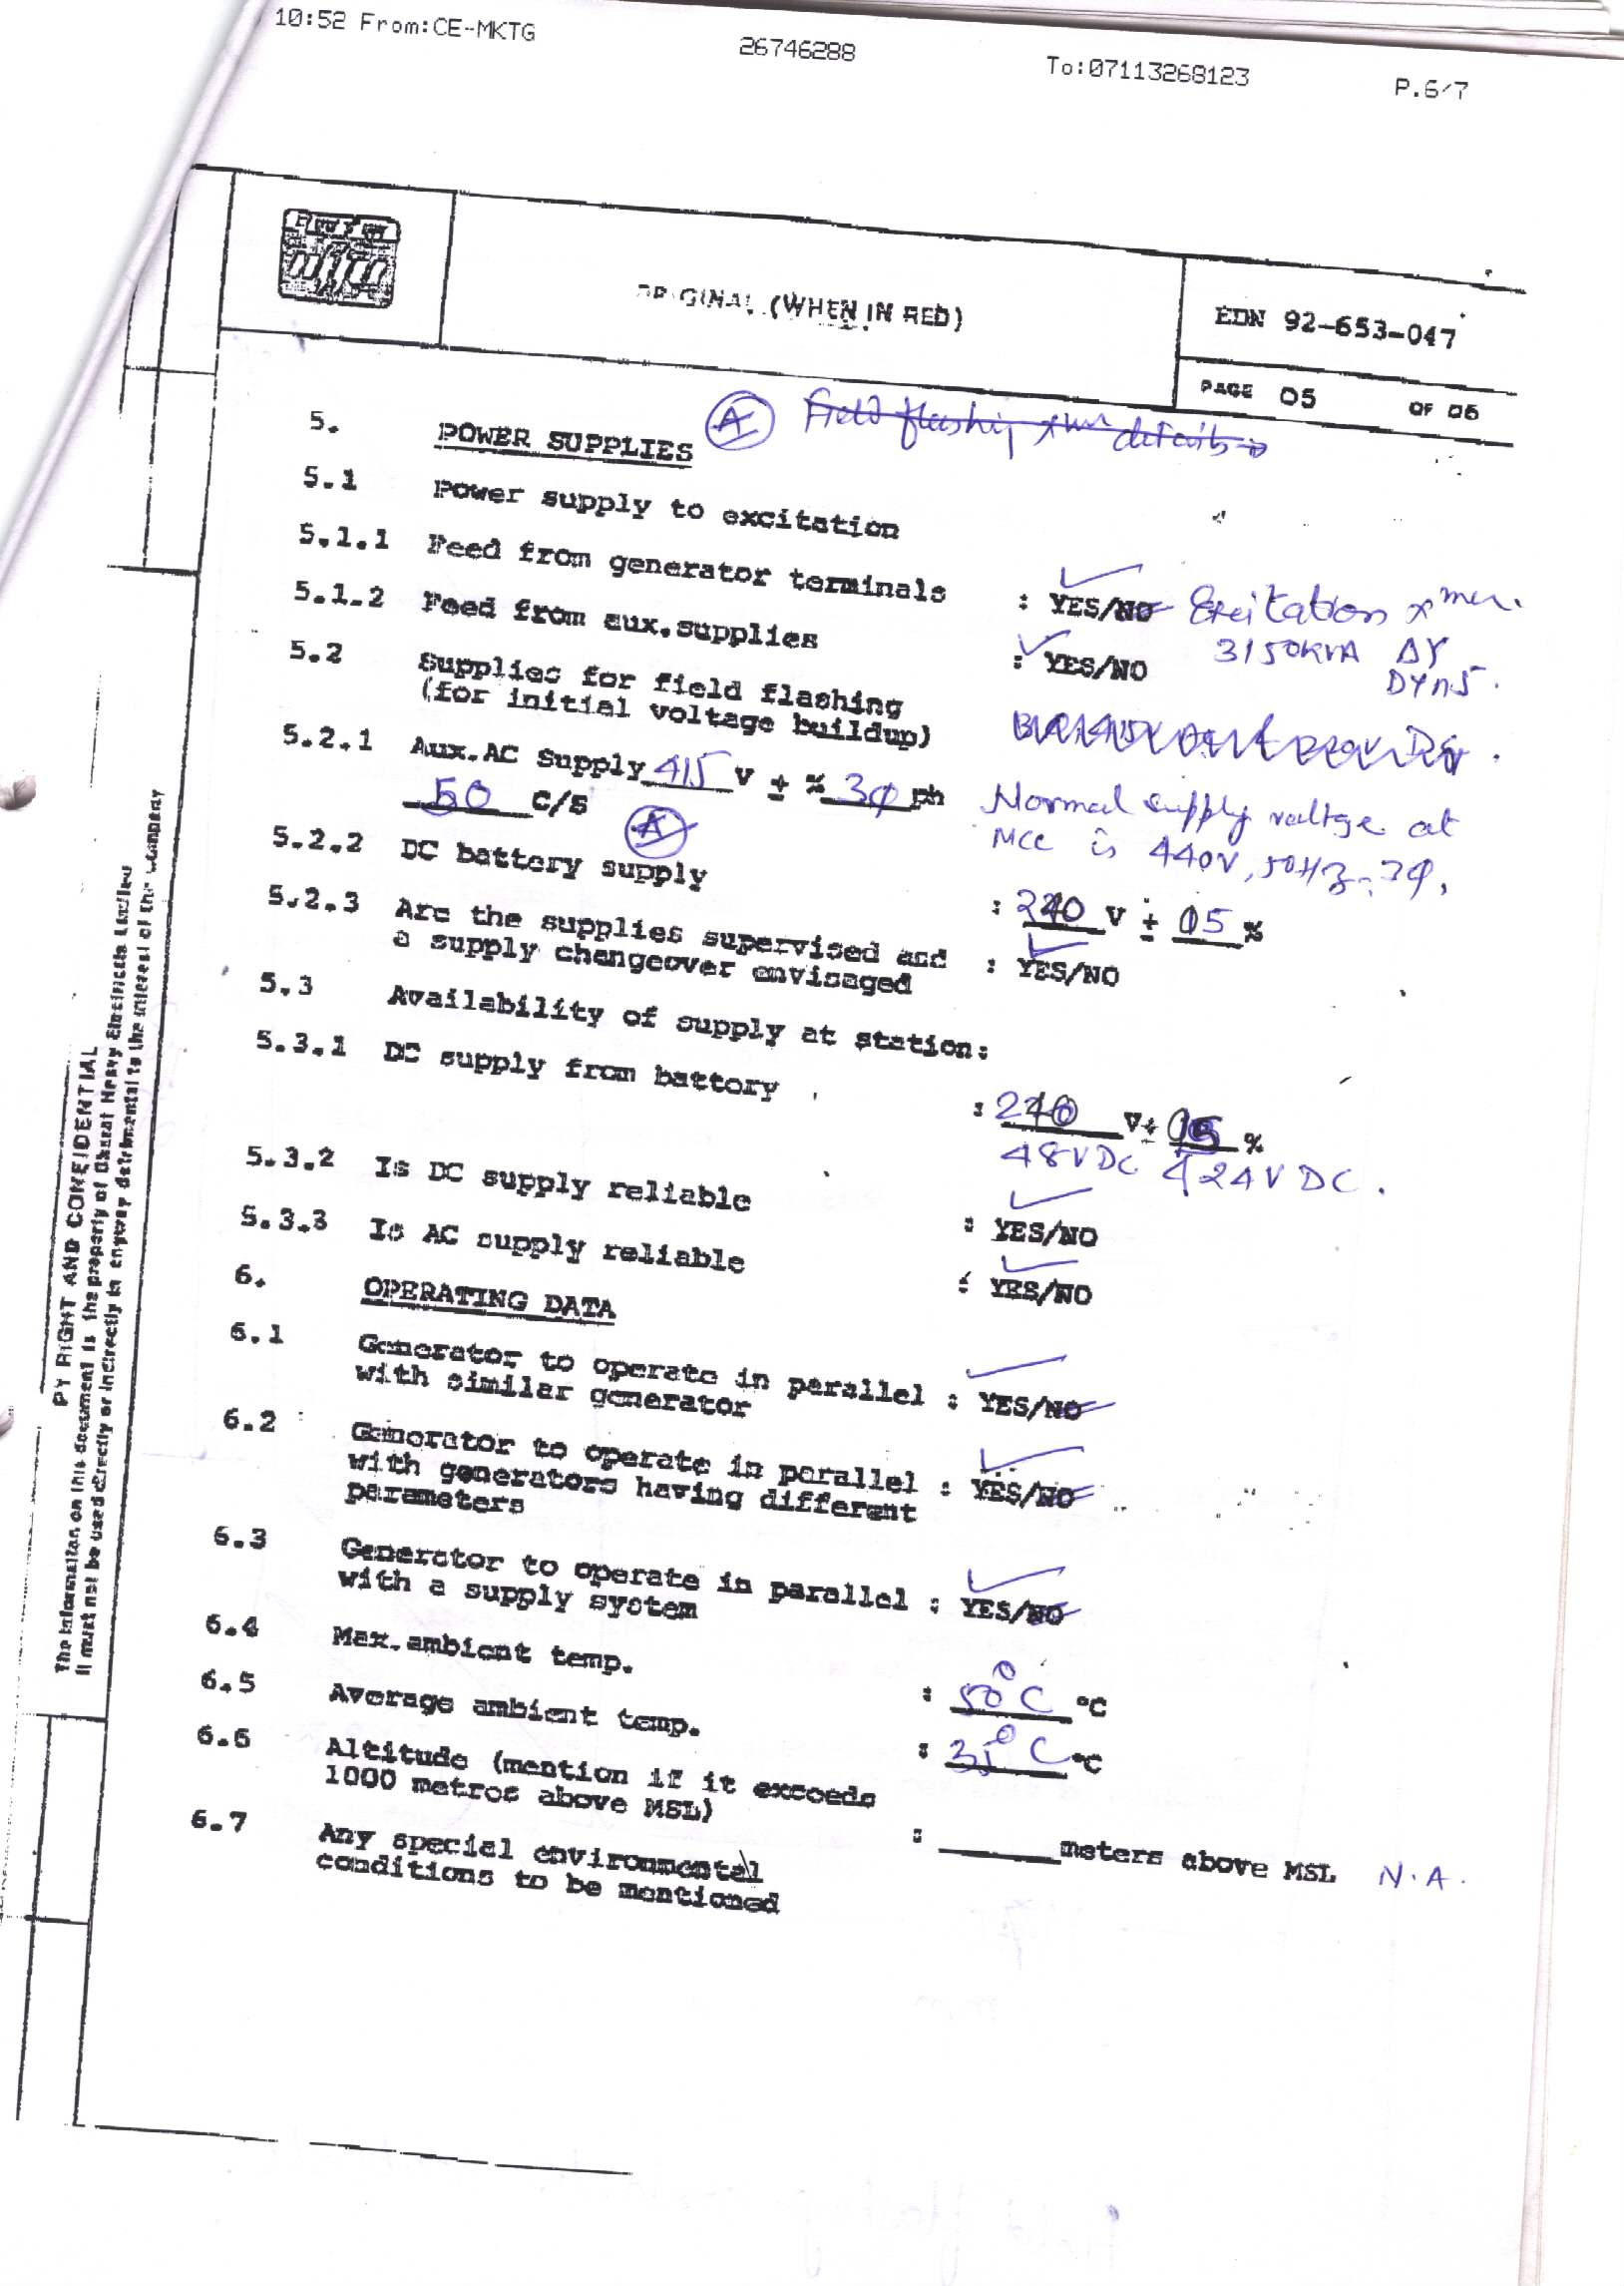 10:52 From:CE-MKTG 26746288 To:07113268123 P.6/7
ORIGINAL (WHEN IN RED)
EDN 92-653-047
PAGE 05 OF 06
5. POWER SUPPLIES A Field flashing xmr details
5.1 Power supply to excitation
5.1.1 Feed from generator terminals : YES/NO Excitation xmer.
3150KVA ΔY
DYn5.
5.1.2 Feed from aux.supplies : YES/NO
5.2 Supplies for field flashing
(for initial voltage buildup)
5.2.1 Aux.AC Supply 415 V ± % 3φ ph
50 C/S A
Normal supply voltage at
MCC is 440V, 50Hz, 3φ.
5.2.2 DC battery supply : 220 V ± 15 %
5.2.3 Are the supplies supervised and
a supply changeover envisaged : YES/NO
5.3 Availability of supply at station:
5.3.1 DC supply from battery : 220 V± %
48VDC & 24V DC.
5.3.2 Is DC supply reliable : YES/NO
5.3.3 Is AC supply reliable : YES/NO
6. OPERATING DATA
6.1 Generator to operate in parallel : YES/NO
with similar generator
6.2 Generator to operate in parallel : YES/NO
with generators having different
parameters
6.3 Generator to operate in parallel : YES/NO
with a supply system
6.4 Max.ambient temp. : 50°C °C
6.5 Average ambient temp. : 35°C °C
6.6 Altitude (mention if it exceeds
1000 metres above MSL) : ______ meters above MSL N.A.
6.7 Any special environmental
conditions to be mentioned
PY RIGHT AND CONFIDENTIAL
The information on this document is the property of Bharat Heavy Electricals Limited
It must not be used directly or indirectly in anyway detrimental to the interest of the Company